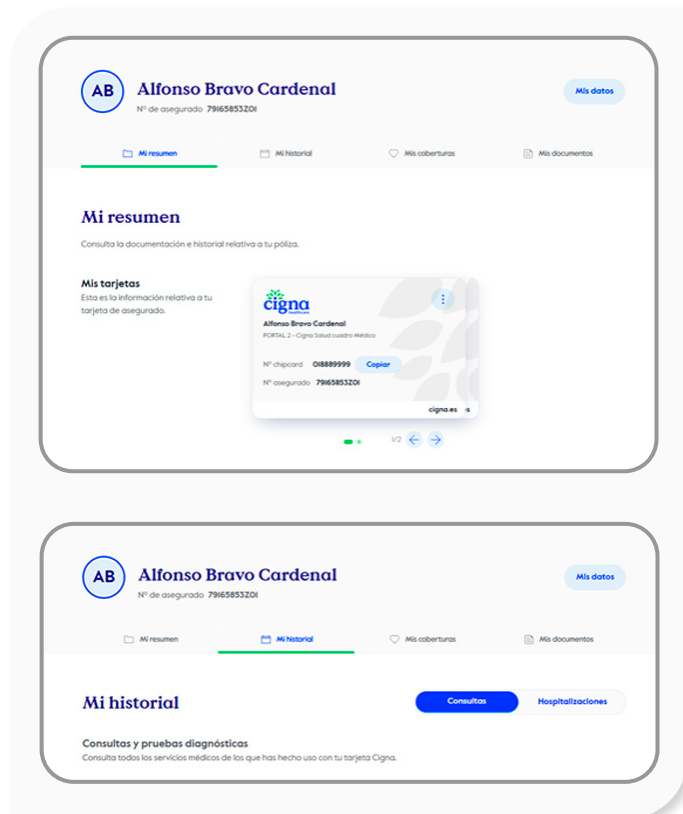 AB
Alfonso Bravo Cardenal
Nº de asegurado 79165853Z01
Mis datos
Mi resumen
Mi historial
Mis coberturas
Mis documentos
Mi resumen
Consulta la documentación e historial relativa a tu póliza.
Mis tarjetas
Esta es la información relativa a tu
tarjeta de asegurado.
cigna
healthcare
Alfonso Bravo Cardenal
PORTAL 2 - Cigna Salud cuadro Médico
Nº chipcard 018889999 Copiar
Nº asegurado 79165853Z01
cigna.es
es
1/2
AB
Alfonso Bravo Cardenal
Nº de asegurado 79165853Z01
Mis datos
Mi resumen
Mi historial
Mis coberturas
Mis documentos
Mi historial
Consultas
Hospitalizaciones
Consultas y pruebas diagnósticas
Consulta todos los servicios médicos de los que has hecho uso con tu tarjeta Cigna.